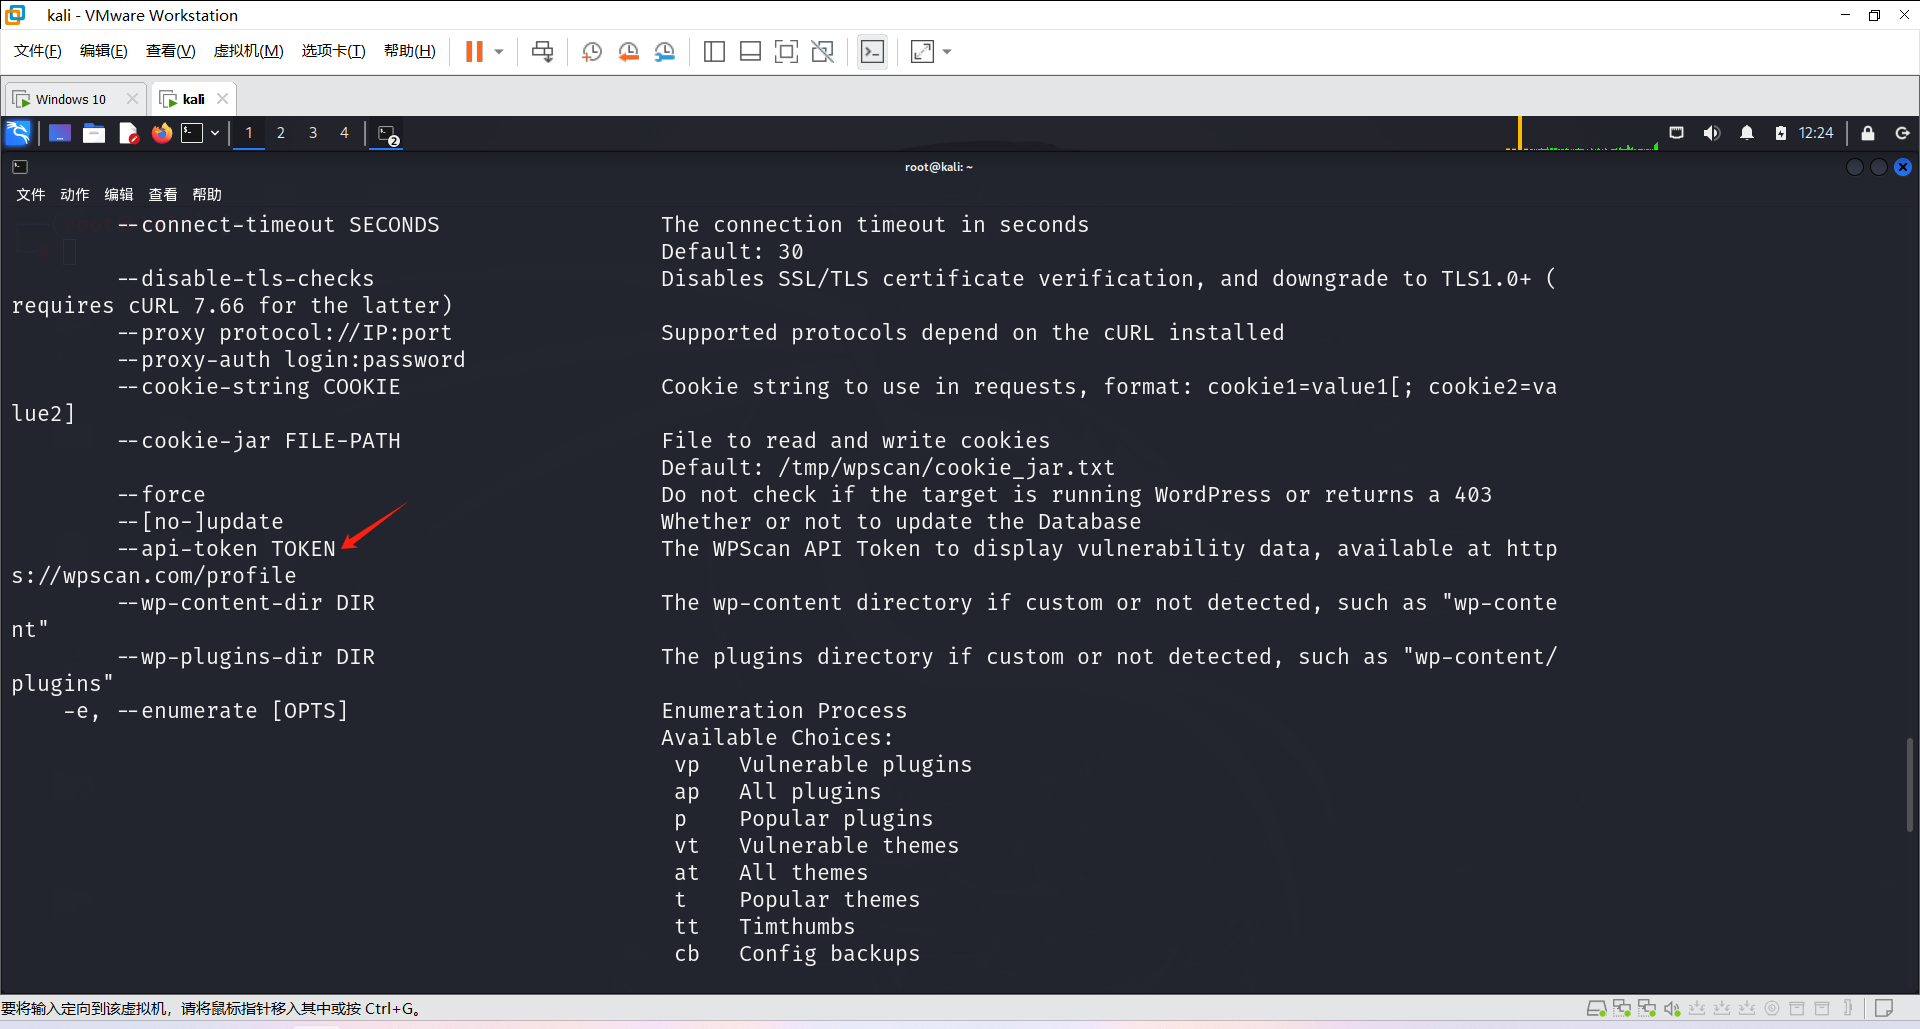 kali - VMware Workstation
文件(F) 编辑(E) 查看(V) 虚拟机(M) 选项卡(T) 帮助(H)
Windows 10 kali
1 2 3 4 2 12:24
root@kali: ~
文件 动作 编辑 查看 帮助
--connect-timeout SECONDS The connection timeout in seconds
Default: 30
--disable-tls-checks Disables SSL/TLS certificate verification, and downgrade to TLS1.0+ (
requires cURL 7.66 for the latter)
--proxy protocol://IP:port Supported protocols depend on the cURL installed
--proxy-auth login:password
--cookie-string COOKIE Cookie string to use in requests, format: cookie1=value1[; cookie2=va
lue2]
--cookie-jar FILE-PATH File to read and write cookies
Default: /tmp/wpscan/cookie_jar.txt
--force Do not check if the target is running WordPress or returns a 403
--[no-]update Whether or not to update the Database
--api-token TOKEN The WPScan API Token to display vulnerability data, available at http
s://wpscan.com/profile
--wp-content-dir DIR The wp-content directory if custom or not detected, such as "wp-conte
nt"
--wp-plugins-dir DIR The plugins directory if custom or not detected, such as "wp-content/
plugins"
-e, --enumerate [OPTS] Enumeration Process
Available Choices:
vp Vulnerable plugins
ap All plugins
p Popular plugins
vt Vulnerable themes
at All themes
t Popular themes
tt Timthumbs
cb Config backups
要将输入定向到该虚拟机，请将鼠标指针移入其中或按 Ctrl+G。